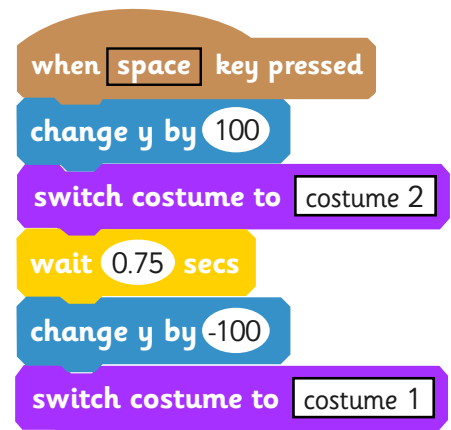 when space key pressed
change y by 100
switch costume to costume 2
wait 0.75 secs
change y by -100
switch costume to costume 1